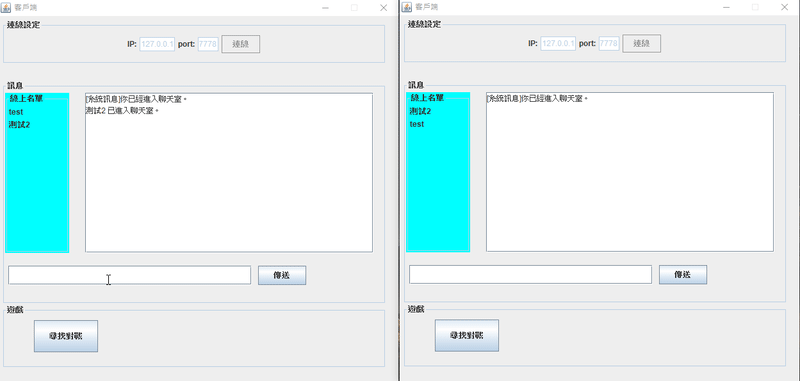 客戶端
連線設定
IP: 127.0.0.1 port: 7778 連線
訊息
線上名單
test
測試2
[系統訊息]你已經進入聊天室。
測試2 已進入聊天室。
傳送
遊戲
尋找對戰
客戶端
連線設定
IP: 127.0.0.1 port: 7778 連線
訊息
線上名單
測試2
test
[系統訊息]你已經進入聊天室。
傳送
遊戲
尋找對戰